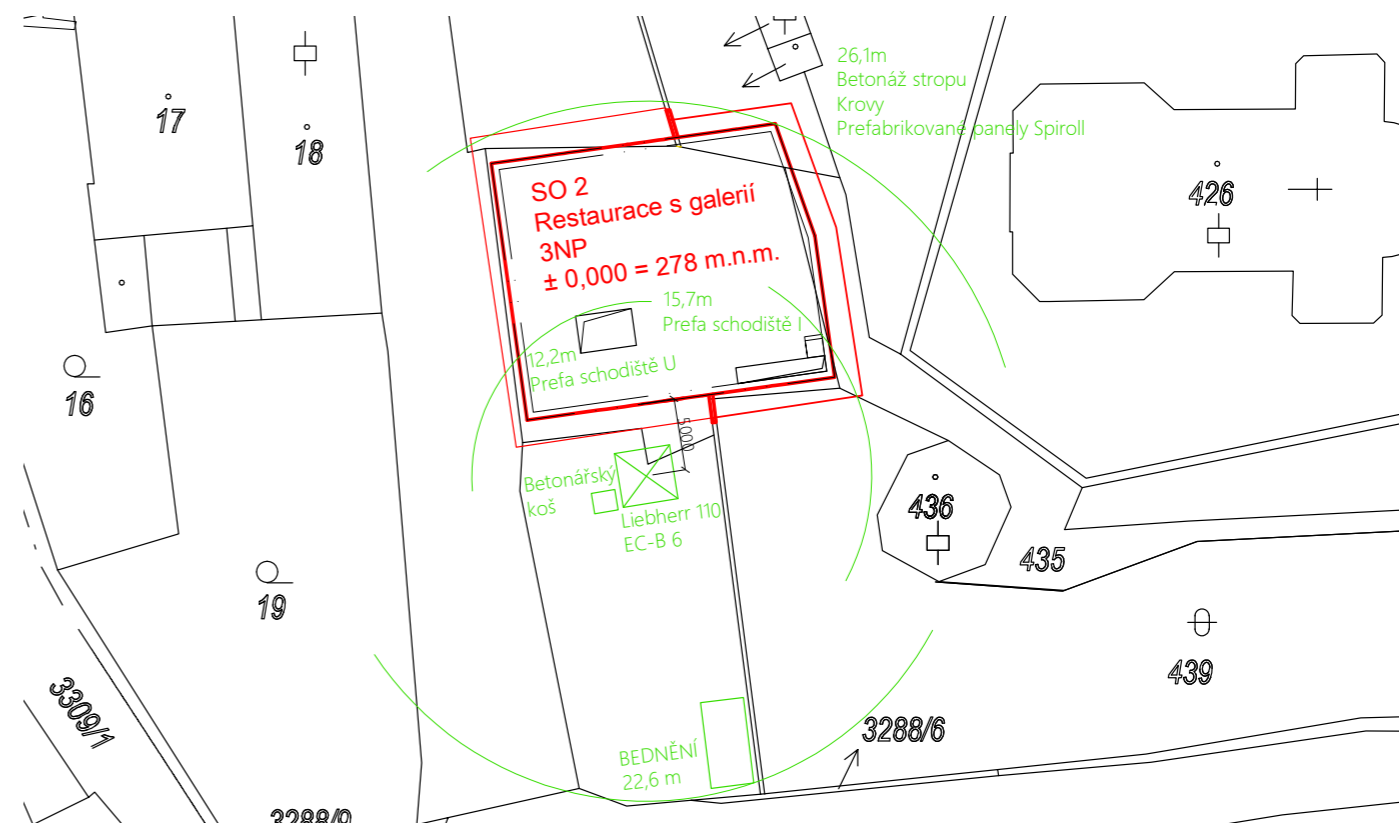 26,1m
Betonáž stropu
Krovy
Prefabrikované panely Spiroll
17
18
426
SO 2
Restaurace s galerií
3NP
± 0,000 = 278 m.n.m.
15,7m
Prefa schodiště I
12,2m
Prefa schodiště U
16
5000
Betonářský
koš
Liebherr 110
EC-B 6
436
435
19
439
3309/1
3288/6
BEDNĚNÍ
22,6 m
3288/9